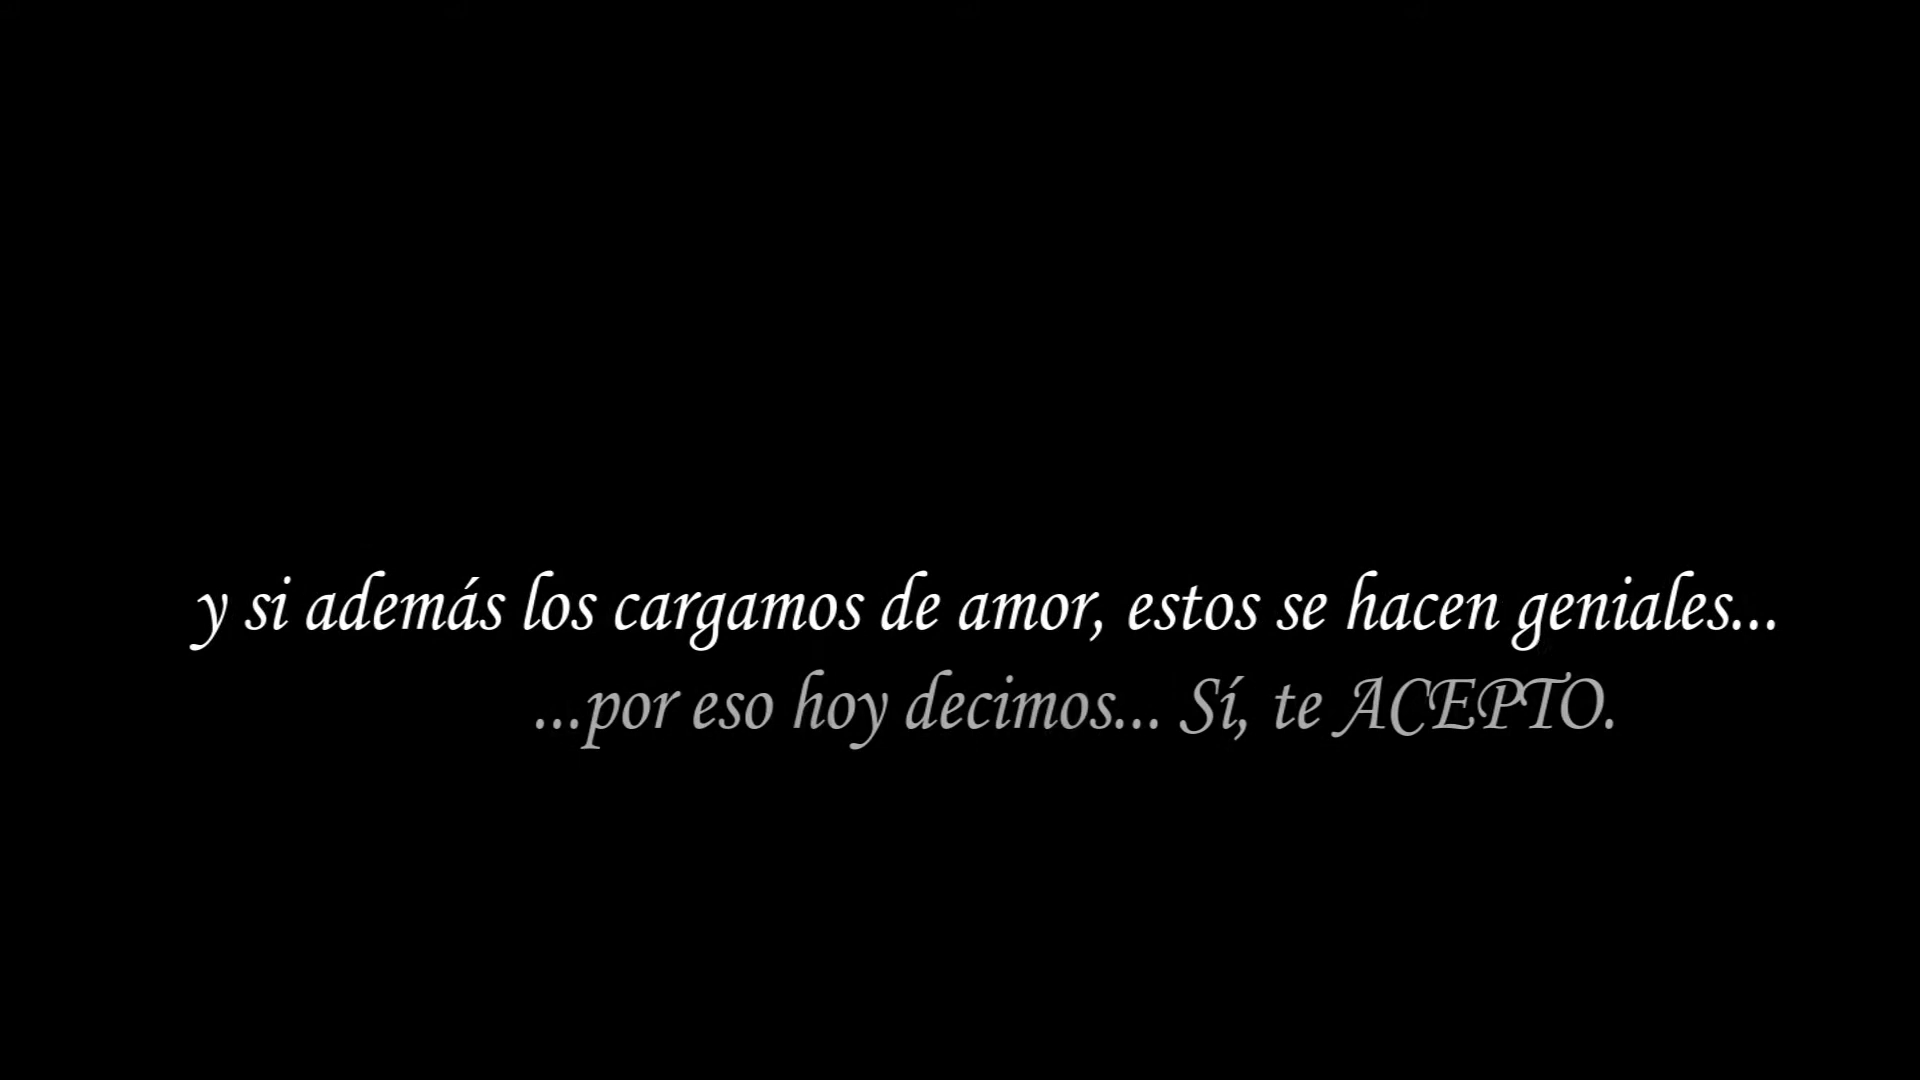 y si además los cargamos de amor, estos se hacen geniales...
...por eso hoy decimos... Sí, te ACEPTO.